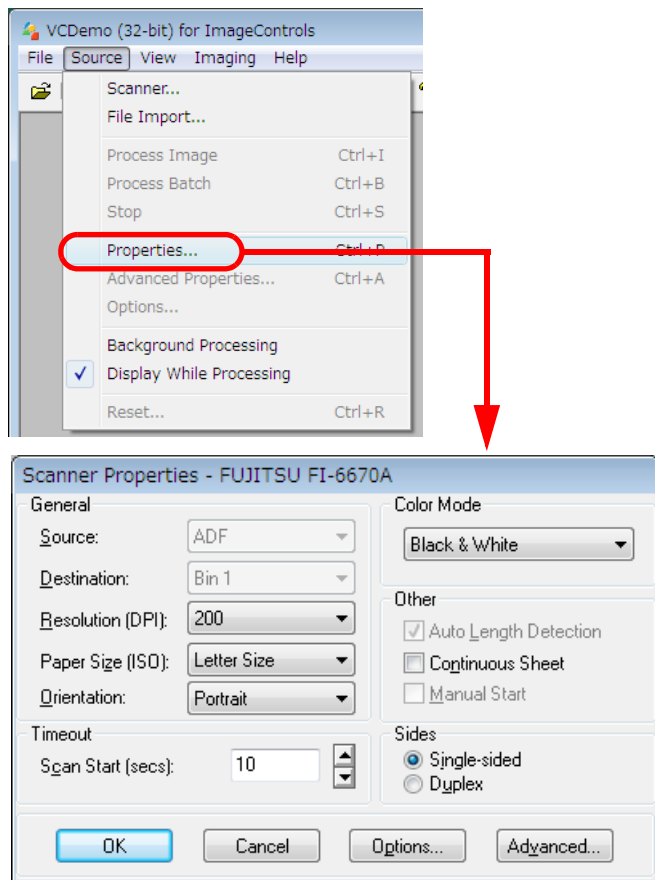 VCDemo (32-bit) for ImageControls
File Source View Imaging Help
Scanner...
File Import...
Process Image Ctrl+I
Process Batch Ctrl+B
Stop Ctrl+S
Properties... Ctrl+P
Advanced Properties... Ctrl+A
Options...
Background Processing
Display While Processing
Reset... Ctrl+R
Scanner Properties - FUJITSU FI-6670A
General
Source: ADF
Destination: Bin 1
Resolution (DPI): 200
Paper Size (ISO): Letter Size
Orientation: Portrait
Color Mode
Black & White
Other
Auto Length Detection
Continuous Sheet
Manual Start
Timeout
Scan Start (secs): 10
Sides
Single-sided
Duplex
OK Cancel Options... Advanced...